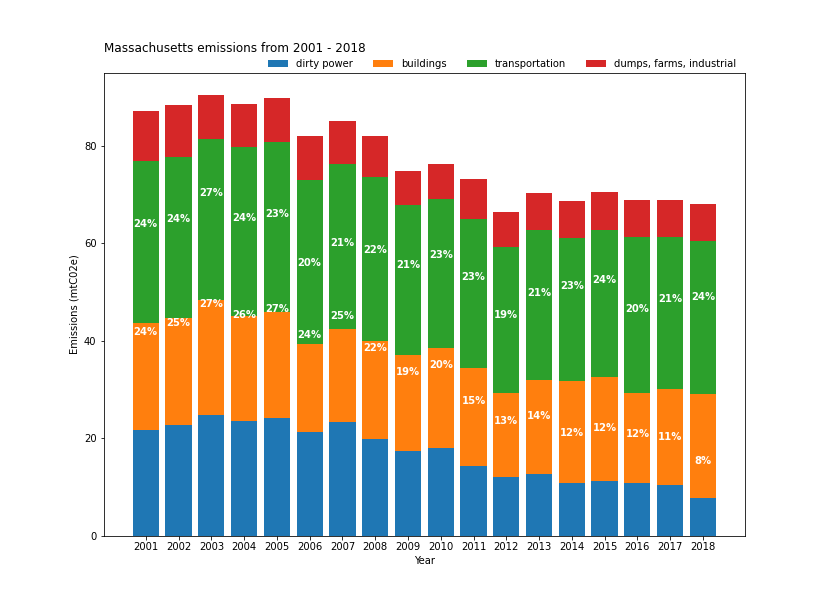 Massachusetts emissions from 2001 - 2018
dirty power buildings transportation dumps, farms, industrial
80
60
40
20
0
Emissions (mtC02e)
24% 24% 27% 24% 23% 20% 21% 22% 21% 23% 23% 19% 21% 23% 24% 20% 21% 24%
24% 25% 27% 26% 27% 24% 25% 22% 19% 20% 15% 13% 14% 12% 12% 12% 11% 8%
2001 2002 2003 2004 2005 2006 2007 2008 2009 2010 2011 2012 2013 2014 2015 2016 2017 2018
Year